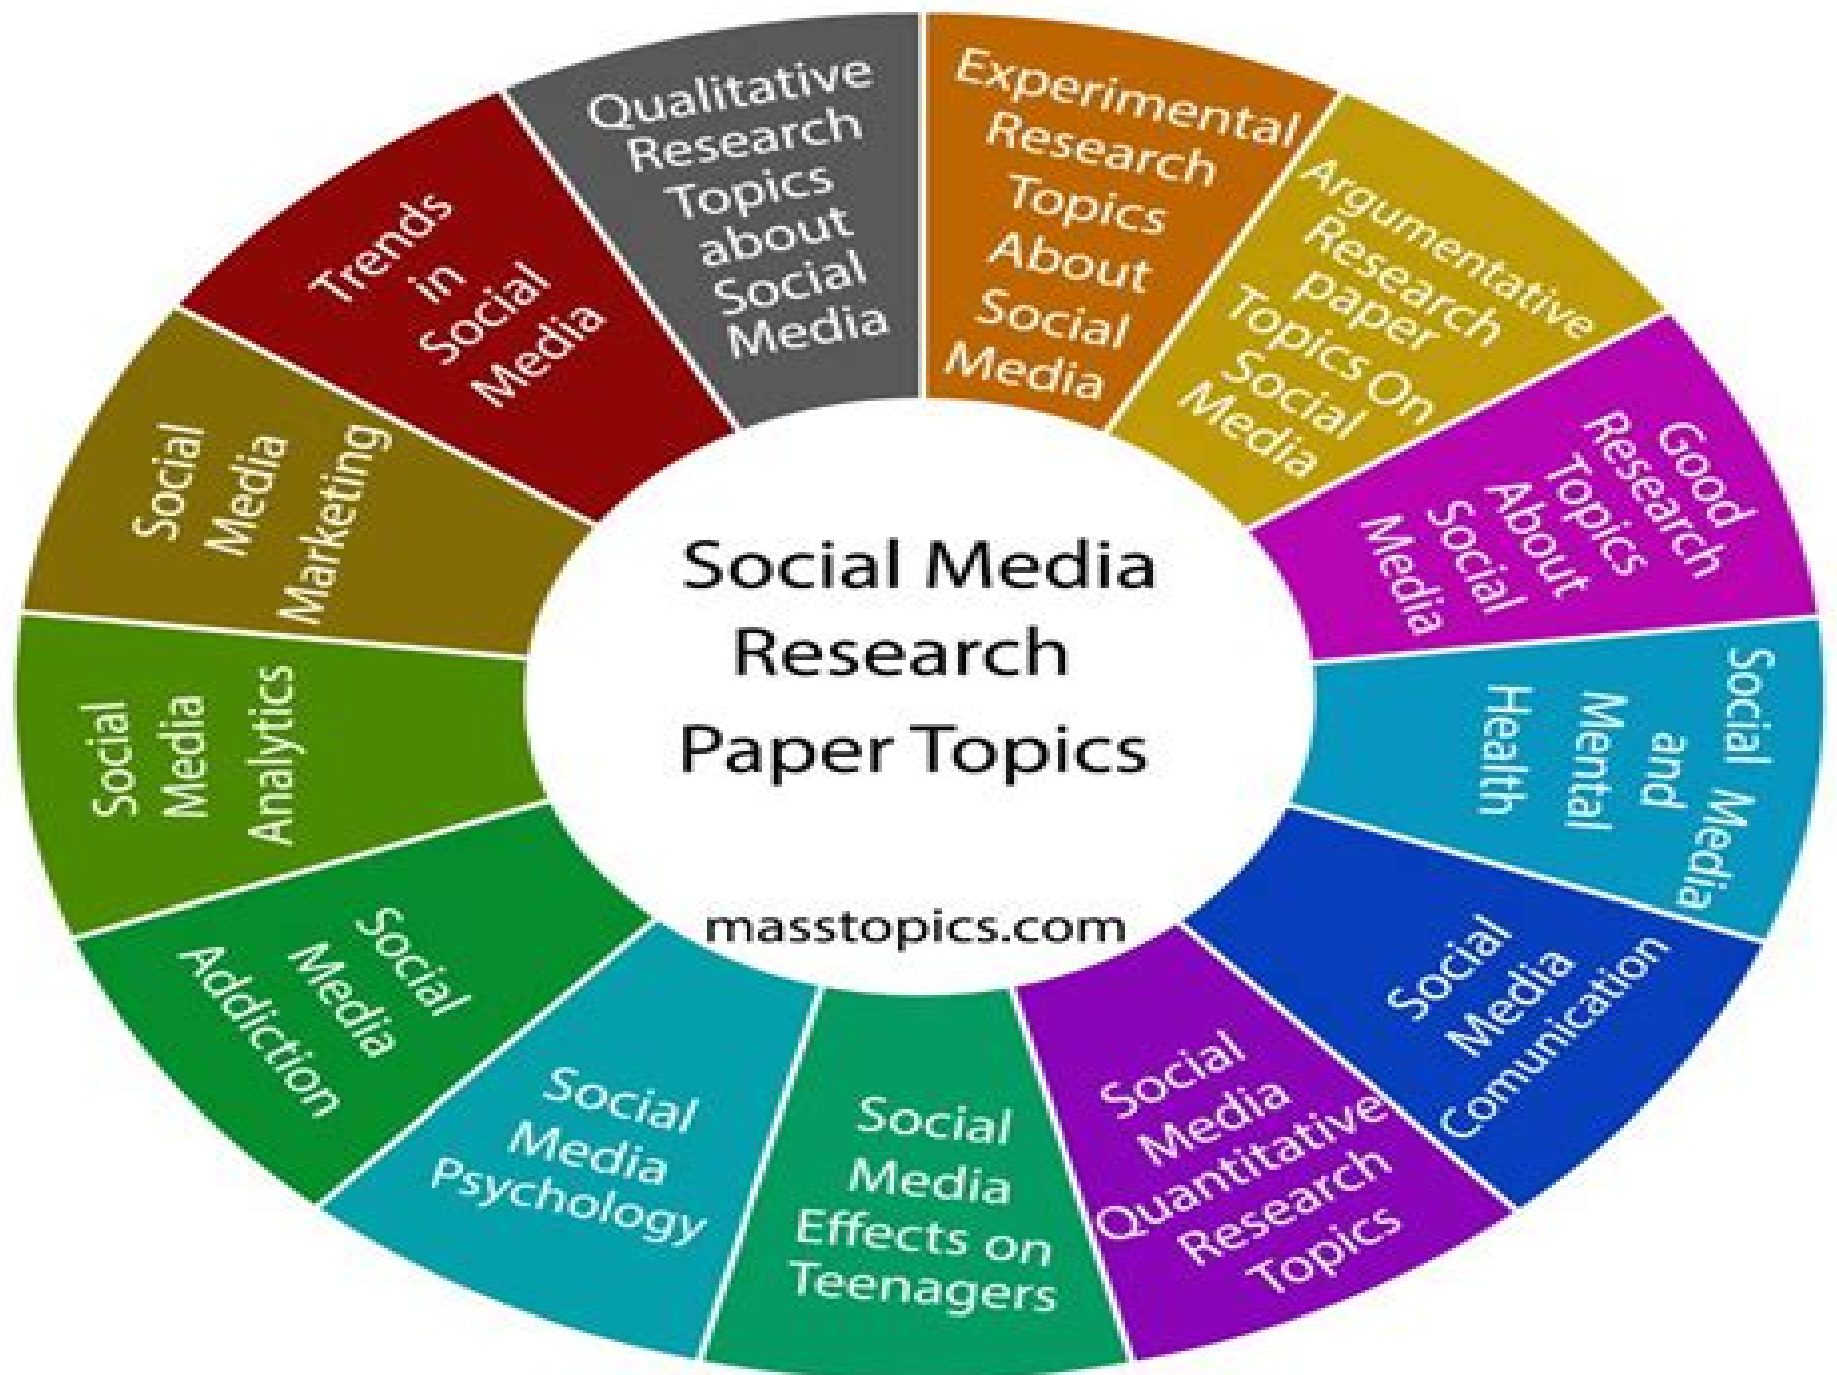 Social Media
Research
Paper Topics
masstopics.com
Experimental
Research
Topics
About
Social
Media
Argumentative
Research
paper
Topics On
Social
Media
Good
Research
Topics
About
Social
Media
Social Media
and
Mental
Health
Social
Media
Comunication
Social
Media
Quantitative
Research
Topics
Social
Media
Effects on
Teenagers
Social
Media
Psychology
Social
Media
Addiction
Social
Media
Analytics
Social
Media
Marketing
Trends
in
Social
Media
Qualitative
Research
Topics
about
Social
Media